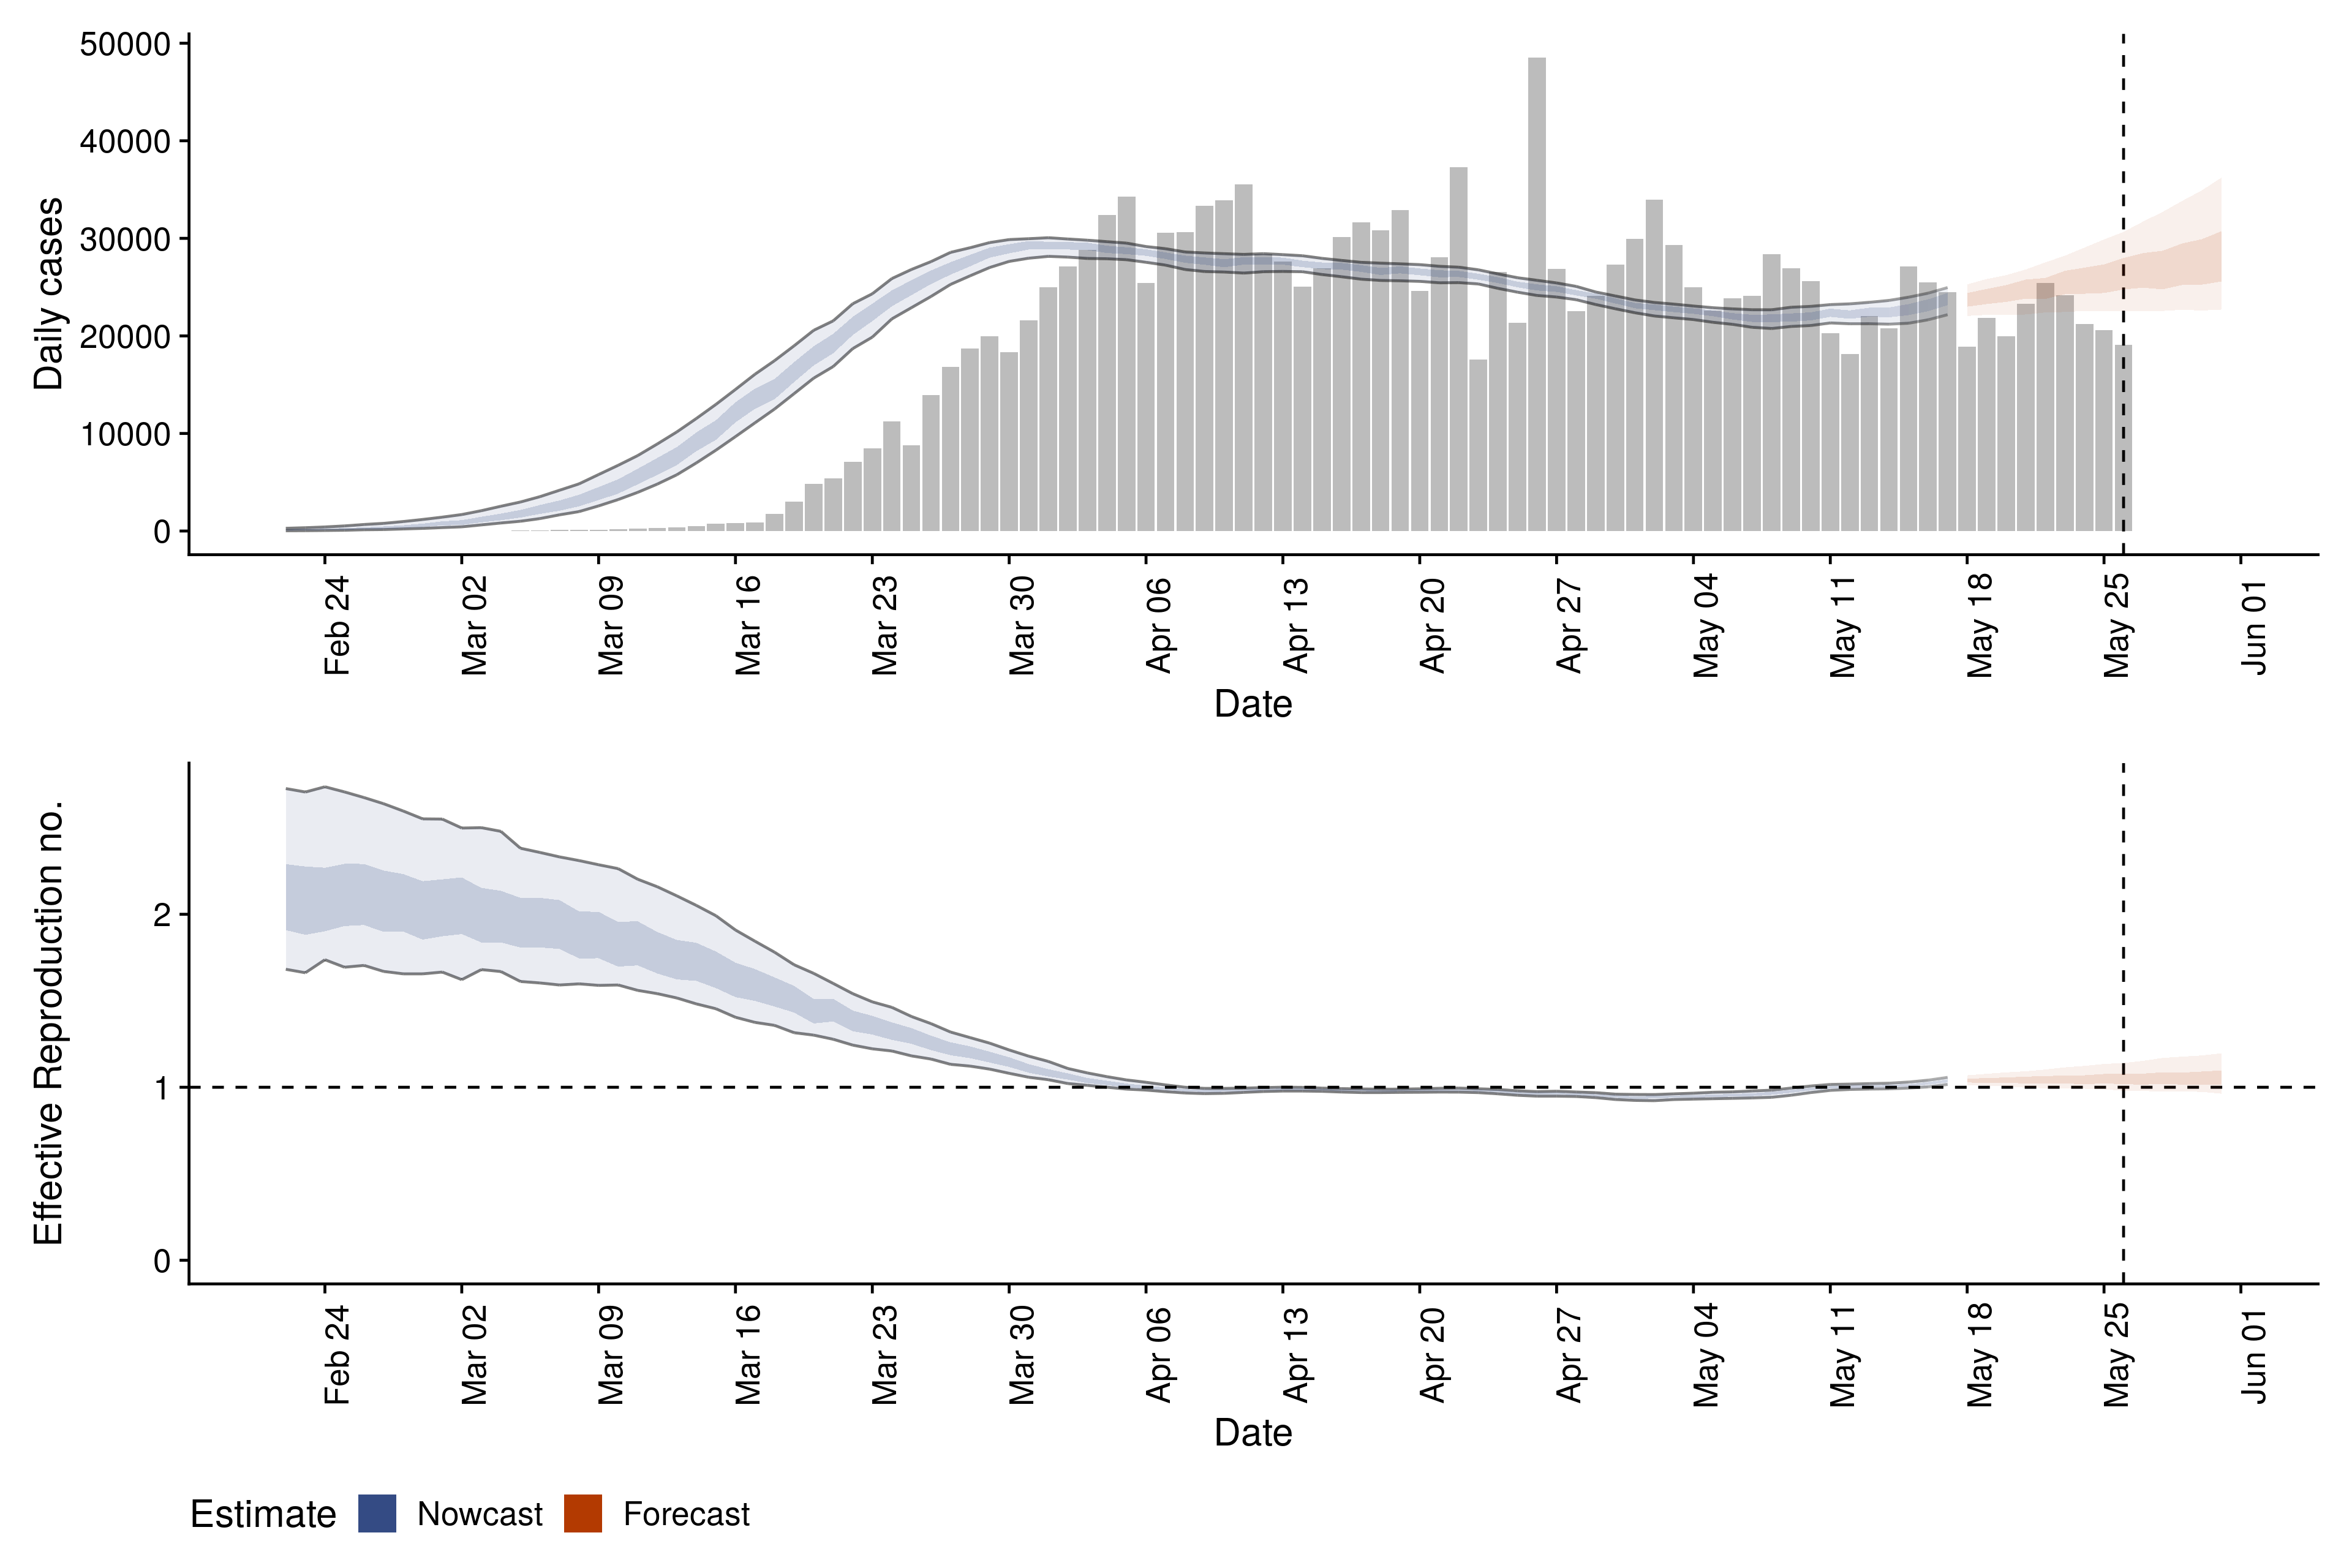 50000
40000
30000
20000
10000
0
Daily cases
Feb 24
Mar 02
Mar 09
Mar 16
Mar 23
Mar 30
Apr 06
Apr 13
Apr 20
Apr 27
May 04
May 11
May 18
May 25
Jun 01
Date
2
1
0
Effective Reproduction no.
Feb 24
Mar 02
Mar 09
Mar 16
Mar 23
Mar 30
Apr 06
Apr 13
Apr 20
Apr 27
May 04
May 11
May 18
May 25
Jun 01
Date
Estimate Nowcast Forecast